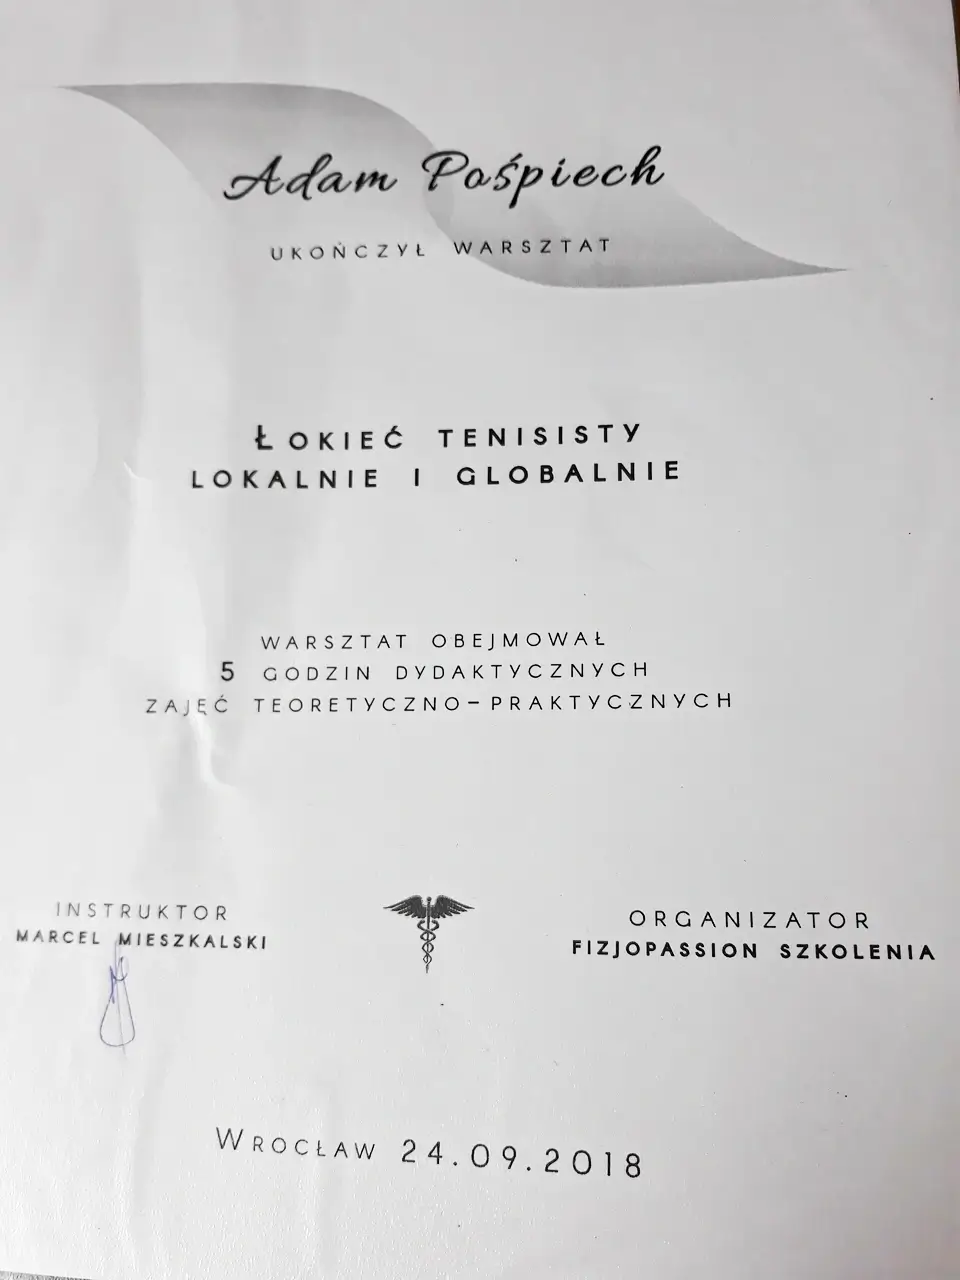 Adam Pośpiech
UKOŃCZYŁ WARSZTAT
ŁOKIEĆ TENISISTY
LOKALNIE I GLOBALNIE
WARSZTAT OBEJMOWAŁ
5 GODZIN DYDAKTYCZNYCH
ZAJĘĆ TEORETYCZNO-PRAKTYCZNYCH
INSTRUKTOR
MARCEL MIESZKALSKI
ORGANIZATOR
FIZJOPASSION SZKOLENIA
WROCŁAW 24.09.2018